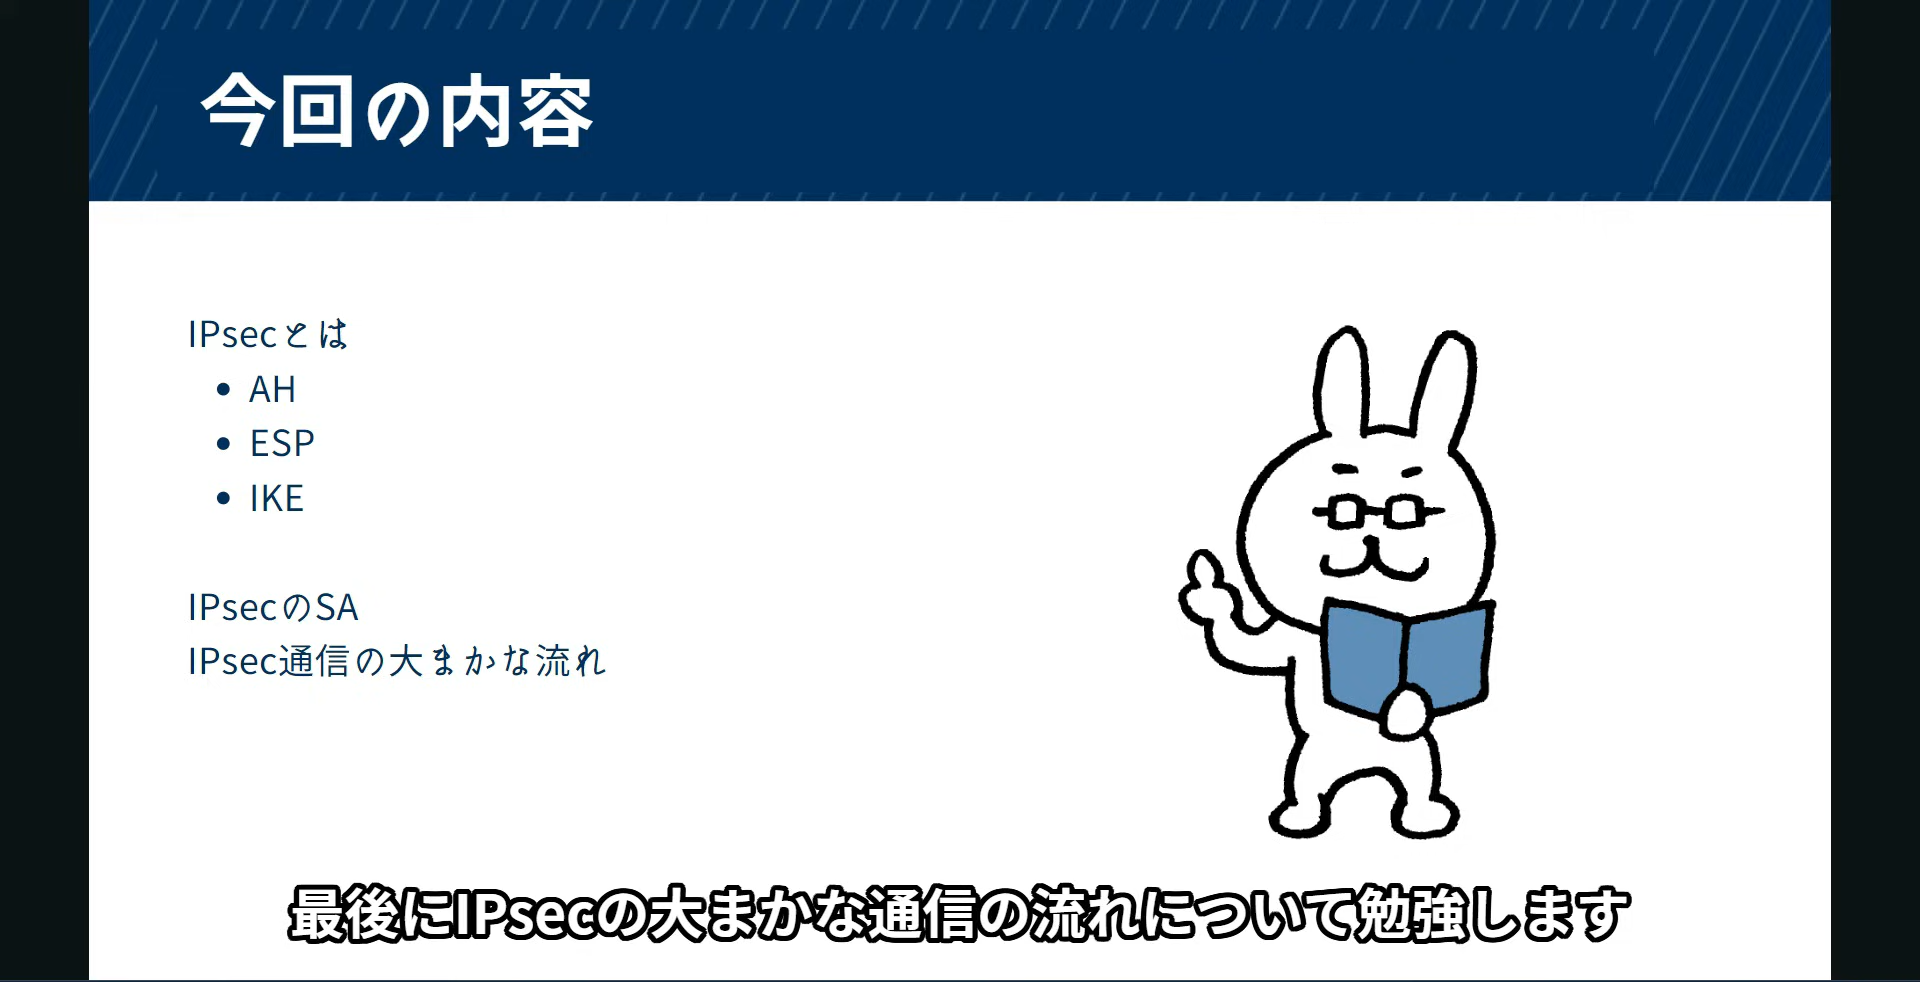 今回の内容
IPsecとは
• AH
• ESP
• IKE
IPsecのSA
IPsec通信の大まかな流れ
最後にIPsecの大まかな通信の流れについて勉強します